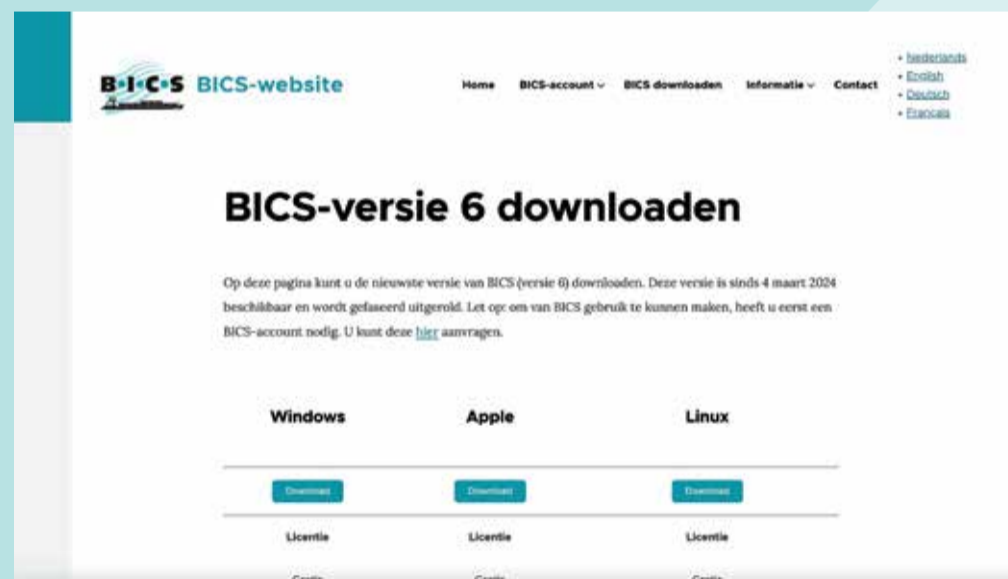 B·I·C·S BICS-website
Home BICS-account BICS downloaden Informatie Contact
Nederlands
English
Deutsch
Français
BICS-versie 6 downloaden
Op deze pagina kunt u de nieuwste versie van BICS (versie 6) downloaden. Deze versie is sinds 4 maart 2024
beschikbaar en wordt gefaseerd uitgerold. Let op: om van BICS gebruik te kunnen maken, heeft u eerst een
BICS-account nodig. U kunt deze hier aanvragen.
Windows Apple Linux
Download Download Download
Licentie Licentie Licentie
Gratis Gratis Gratis